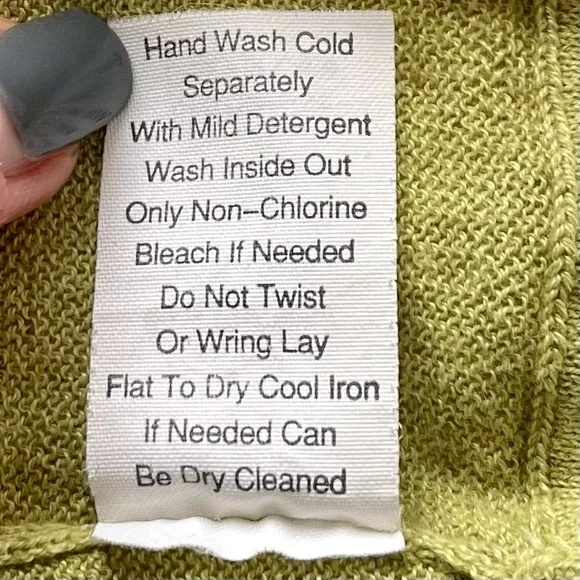 Hand Wash Cold
Separately
With Mild Detergent
Wash Inside Out
Only Non-Chlorine
Bleach If Needed
Do Not Twist
Or Wring Lay
Flat To Dry Cool Iron
If Needed Can
Be Dry Cleaned